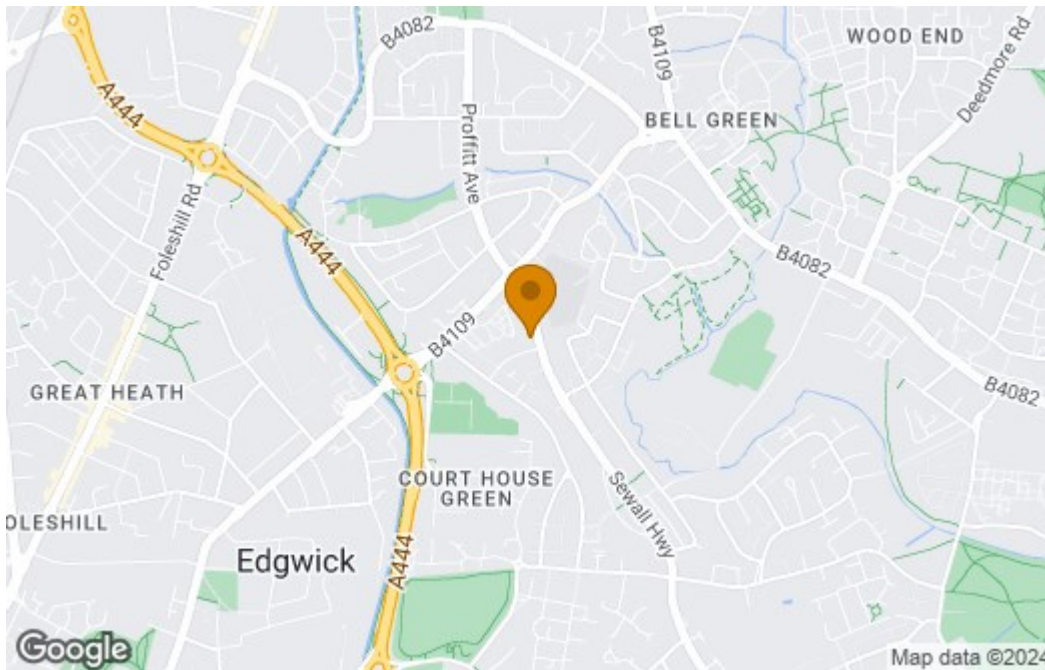 B4082
B4109
WOOD END
Deedmore Rd
A444
Proffitt Ave
BELL GREEN
Foleshill Rd
A444
B4082
B4109
GREAT HEATH
B4082
COURT HOUSE
GREEN
Sewall Hwy
OLESHILL
Edgwick
A444
Google
Map data ©2024